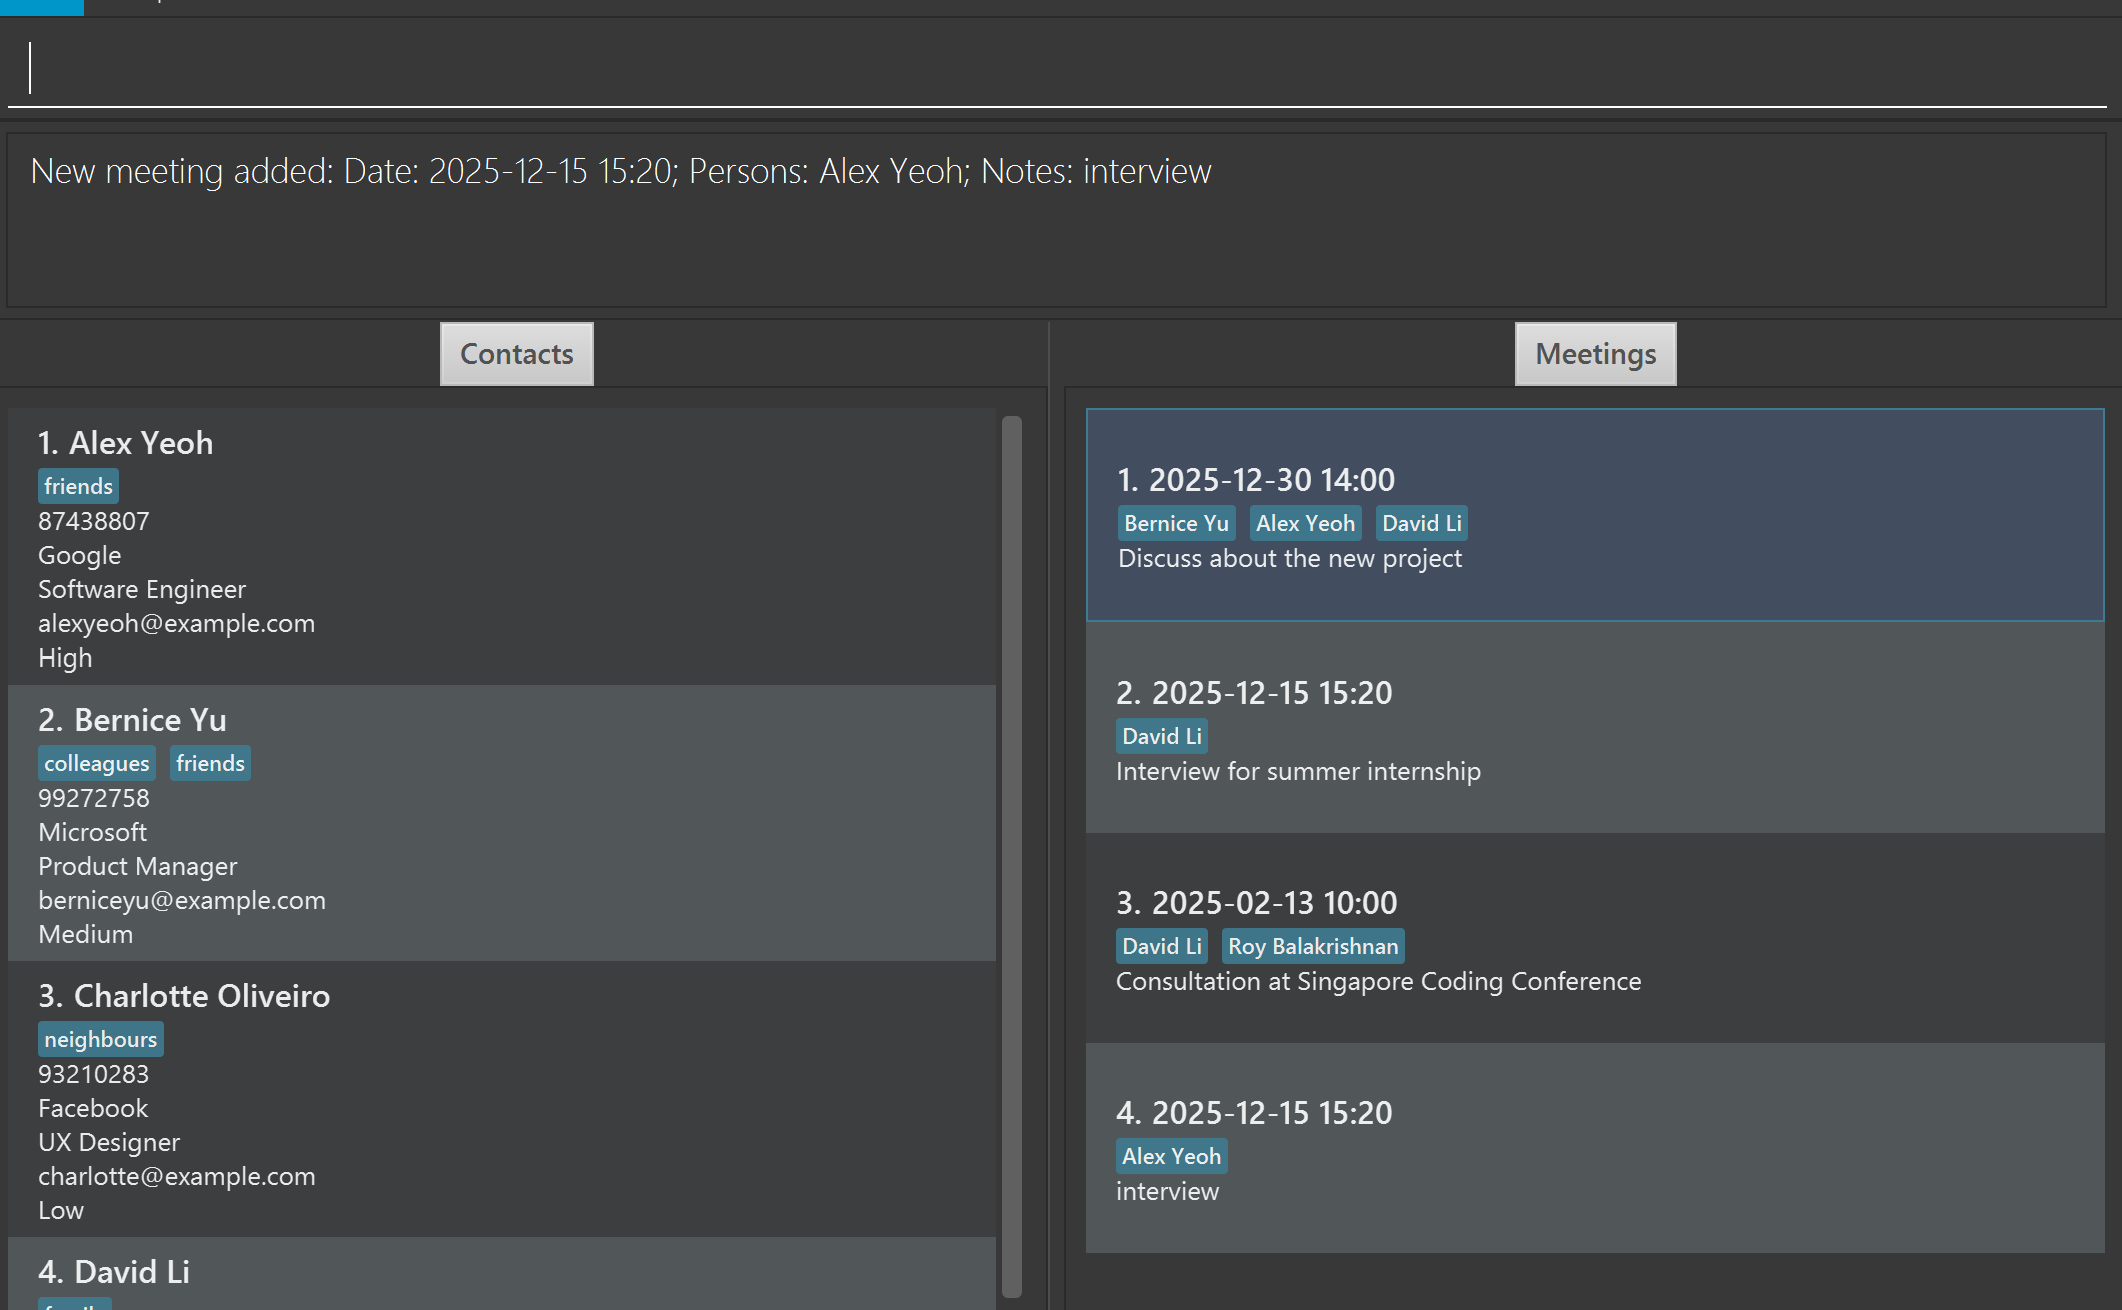 New meeting added: Date: 2025-12-15 15:20; Persons: Alex Yeoh; Notes: interview
Contacts
1. Alex Yeoh
friends
87438807
Google
Software Engineer
alexyeoh@example.com
High
2. Bernice Yu
colleagues friends
99272758
Microsoft
Product Manager
berniceyu@example.com
Medium
3. Charlotte Oliveiro
neighbours
93210283
Facebook
UX Designer
charlotte@example.com
Low
4. David Li
Meetings
1. 2025-12-30 14:00
Bernice Yu Alex Yeoh David Li
Discuss about the new project
2. 2025-12-15 15:20
David Li
Interview for summer internship
3. 2025-02-13 10:00
David Li Roy Balakrishnan
Consultation at Singapore Coding Conference
4. 2025-12-15 15:20
Alex Yeoh
interview